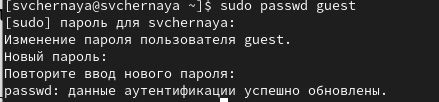 [svchernaya@svchernaya ~]$ sudo passwd guest
[sudo] пароль для svchernaya:
Изменение пароля пользователя guest.
Новый пароль:
Повторите ввод нового пароля:
passwd: данные аутентификации успешно обновлены.